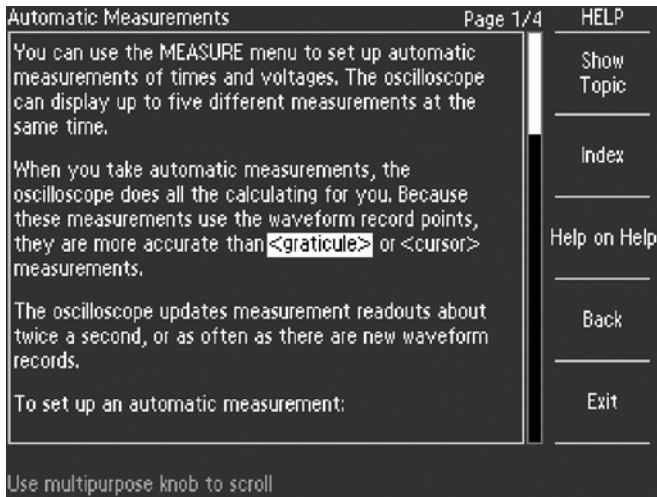 Automatic Measurements Page 1/4 HELP
You can use the MEASURE menu to set up automatic
measurements of times and voltages. The oscilloscope
can display up to five different measurements at the
same time.
When you take automatic measurements, the
oscilloscope does all the calculating for you. Because
these measurements use the waveform record points,
they are more accurate than <graticule> or <cursor>
measurements.
The oscilloscope updates measurement readouts about
twice a second, or as often as there are new waveform
records.
To set up an automatic measurement:
Use multipurpose knob to scroll
Show
Topic
Index
Help on Help
Back
Exit